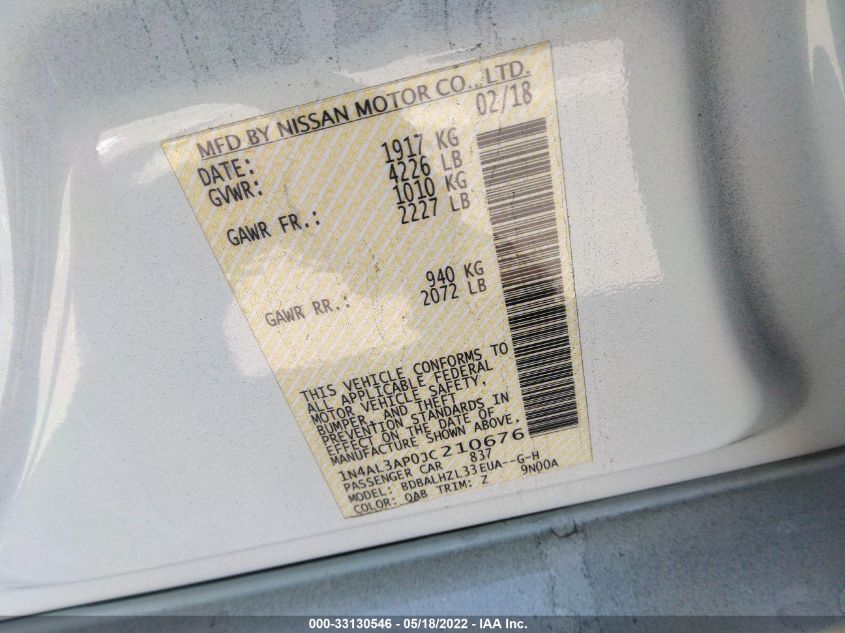 MFD BY NISSAN MOTOR CO., LTD.
DATE: 02/18
GVWR: 1917 KG
4226 LB
GAWR FR.: 1010 KG
2227 LB
GAWR RR.: 940 KG
2072 LB
THIS VEHICLE CONFORMS TO
ALL APPLICABLE FEDERAL
MOTOR VEHICLE SAFETY,
BUMPER, AND THEFT
PREVENTION STANDARDS IN
EFFECT ON THE DATE OF
MANUFACTURE SHOWN ABOVE.
1N4AL3AP0JC210676
PASSENGER CAR 837
MODEL: BDBALHZL33EUA--G-H
COLOR: QAB TRIM: Z 9N00A
000-33130546 - 05/18/2022 - IAA Inc.